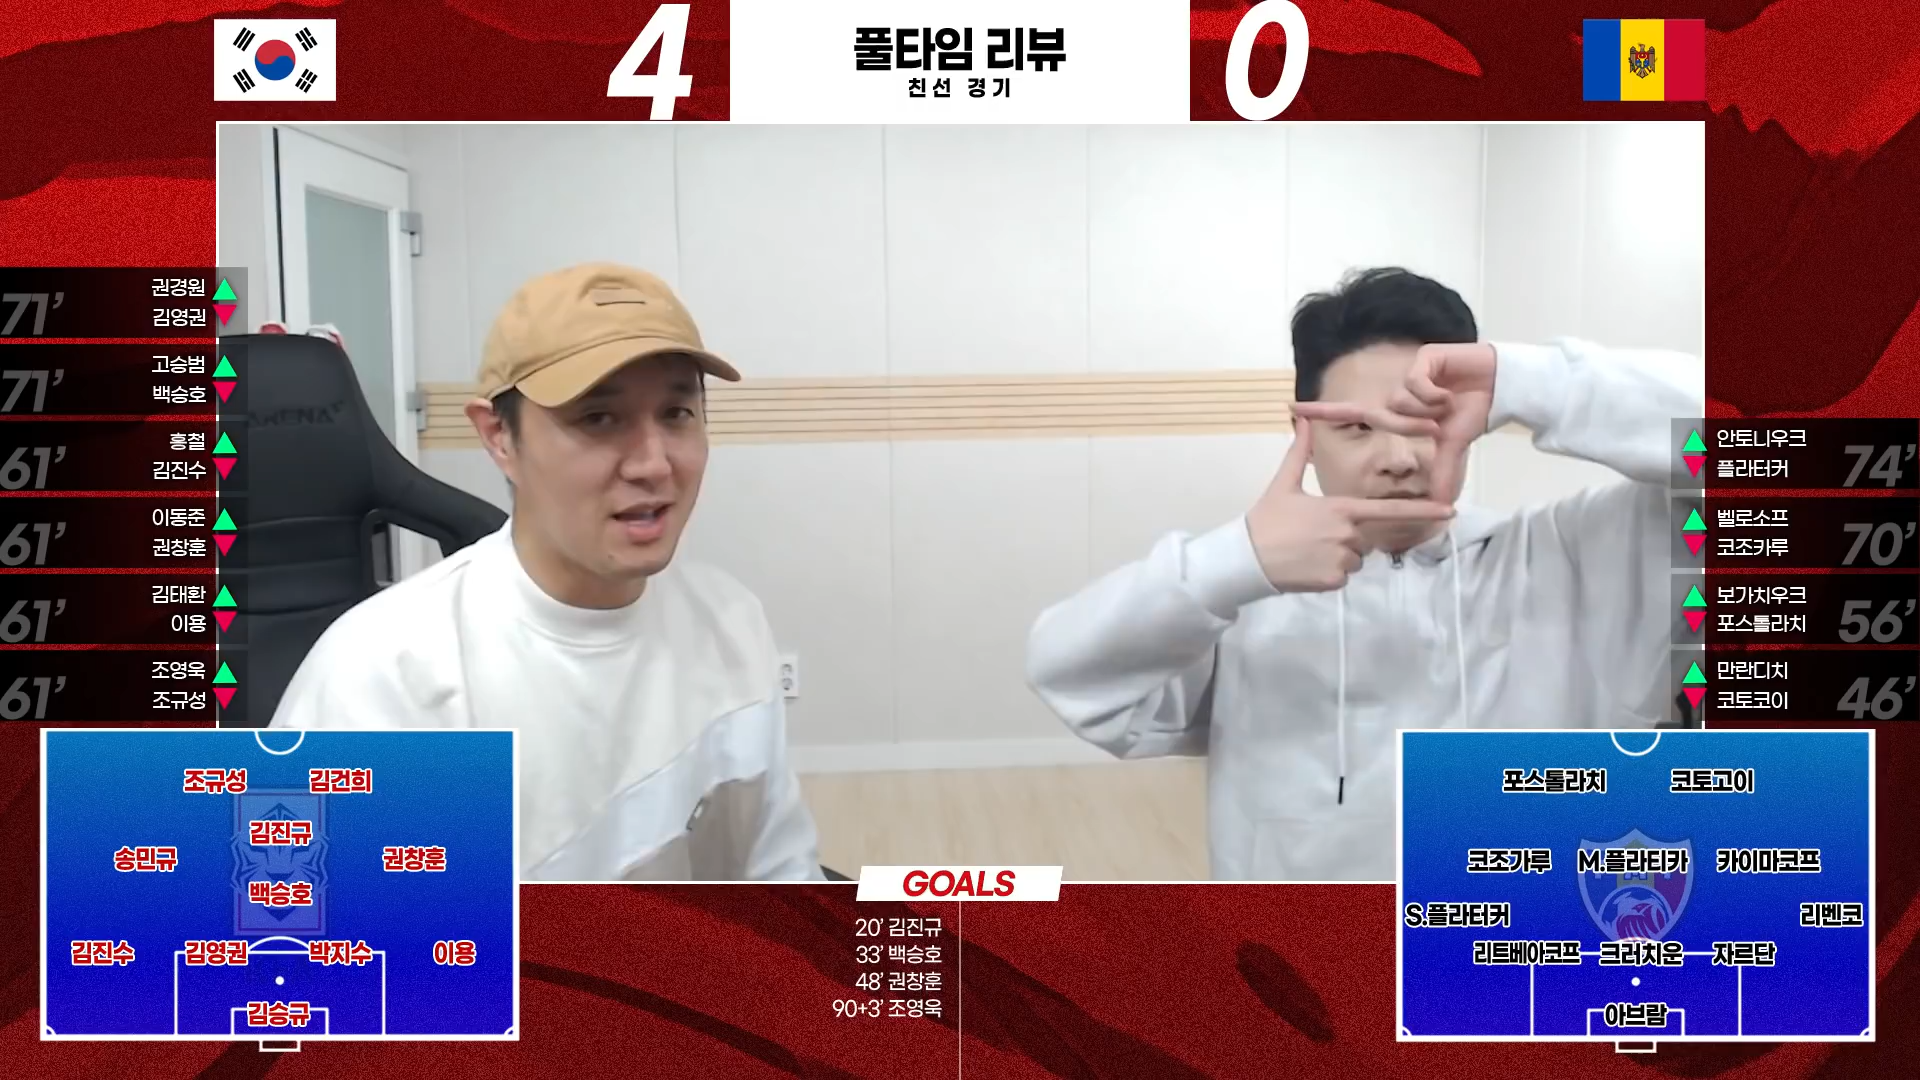 4
풀타임 리뷰
친선 경기
0
71’
권경원
김영권
71’
고승범
백승호
61’
홍철
김진수
61’
이동준
권창훈
61’
김태환
이용
61’
조영욱
조규성
ARENA
안토니우크
플라터커
74’
벨로소프
코조카루
70’
보가치우크
포스톨라치
56’
만란디치
코토코이
46’
조규성 김건희
김진규
송민규 권창훈
백승호
김진수 김영권 박지수 이용
김승규
GOALS
20’ 김진규
33’ 백승호
48’ 권창훈
90+3’ 조영욱
포스톨라치 코토고이
코조가루 M.플라티카 카이마코프
S.플라터커 리벤코
리트베아코프 크러치운 자르단
아브람